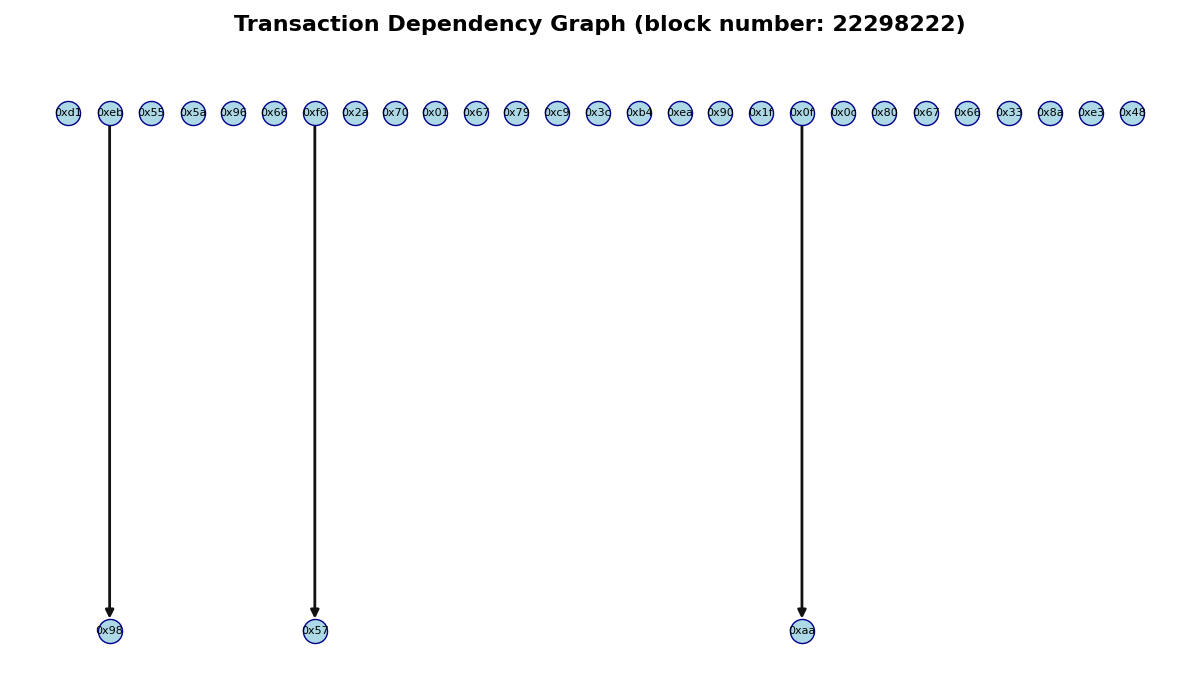 Transaction Dependency Graph (block number: 22298222)
0xd1 0xeb 0x55 0x5a 0x96 0x66 0xf6 0x2a 0x70 0x01 0x67 0x79 0xc9 0x3c 0xb4 0xea 0x90 0x1f 0x0f 0x0c 0x80 0x67 0x66 0x33 0x8a 0xe3 0x48
0x98 0x57 0xaa